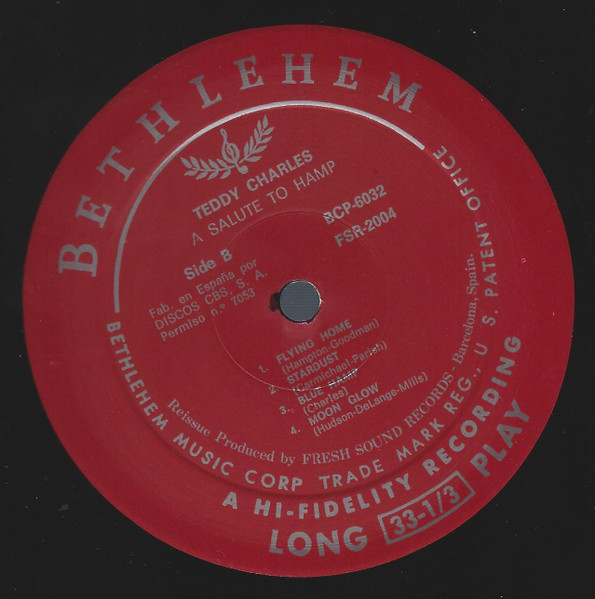 BETHLEHEM
TEDDY CHARLES
A SALUTE TO HAMP
BCP-6032
FSR-2004
Side B
Fab, en España por
DISCOS CBS, S. A.
Permiso n.° 7053
1. FLYING HOME
(Hampton-Goodman)
2. STARDUST
(Carmichael-Parish)
3. BLUE HAMP
(Charles)
4. MOON GLOW
(Hudson-DeLange-Mills)
Reissue Produced by FRESH SOUND RECORDS - Barcelona, Spain.
BETHLEHEM MUSIC CORP TRADE MARK REG., U S. PATENT OFFICE
A HI-FIDELITY RECORDING
LONG 33-1/3 PLAY